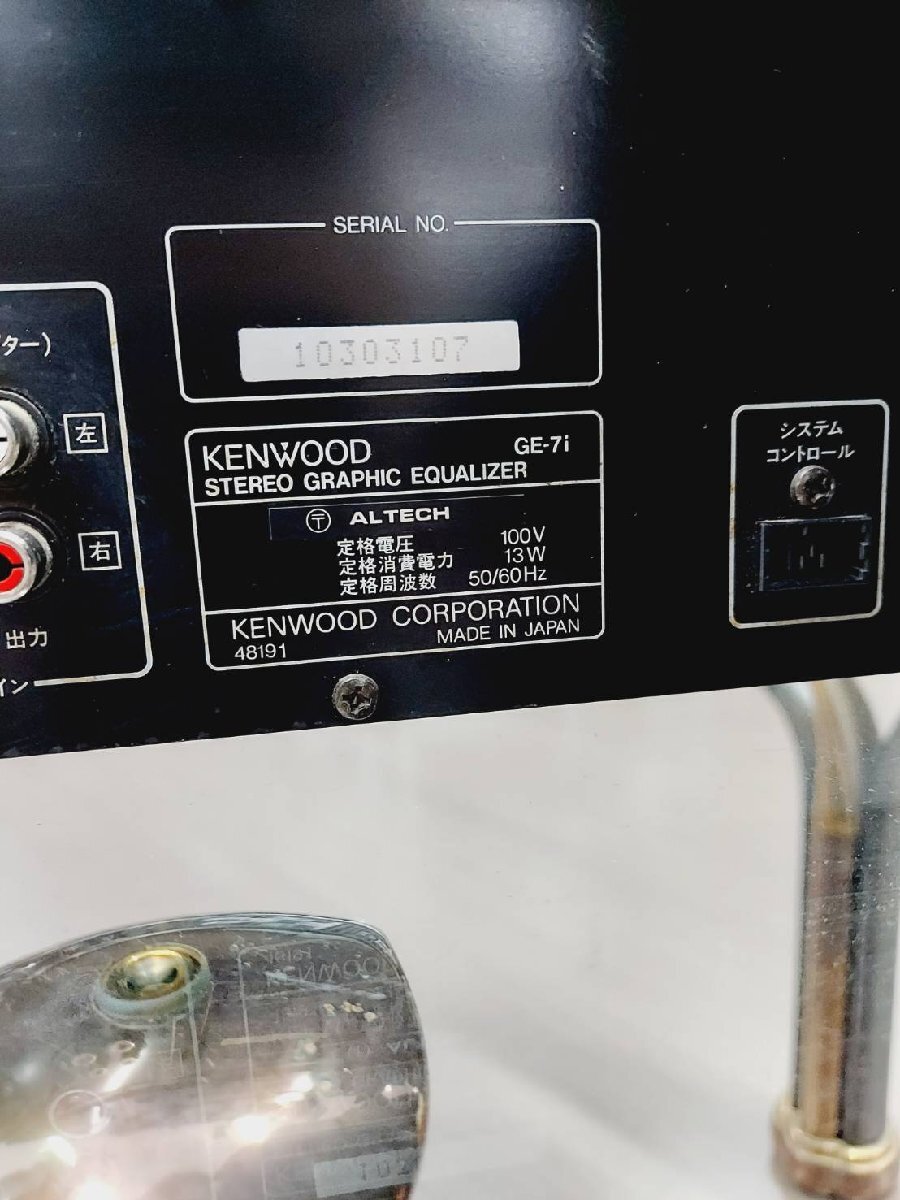 SERIAL NO.
10303107
ター)
左
右
出力
イン
KENWOOD GE-7i
STEREO GRAPHIC EQUALIZER
〒 ALTECH
定格電圧 100V
定格消費電力 13W
定格周波数 50/60Hz
KENWOOD CORPORATION
48191 MADE IN JAPAN
システム
コントロール